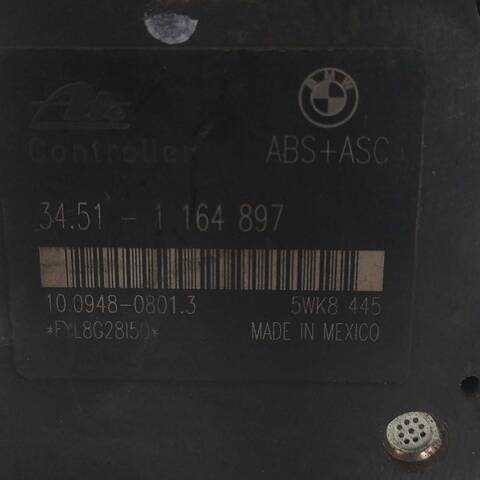 Ate
BMW
Controller
ABS+ASC
34.51 - 1 164 897
10.0948-0801.3
5WK8 445
*FYL8G28I50*
MADE IN MEXICO